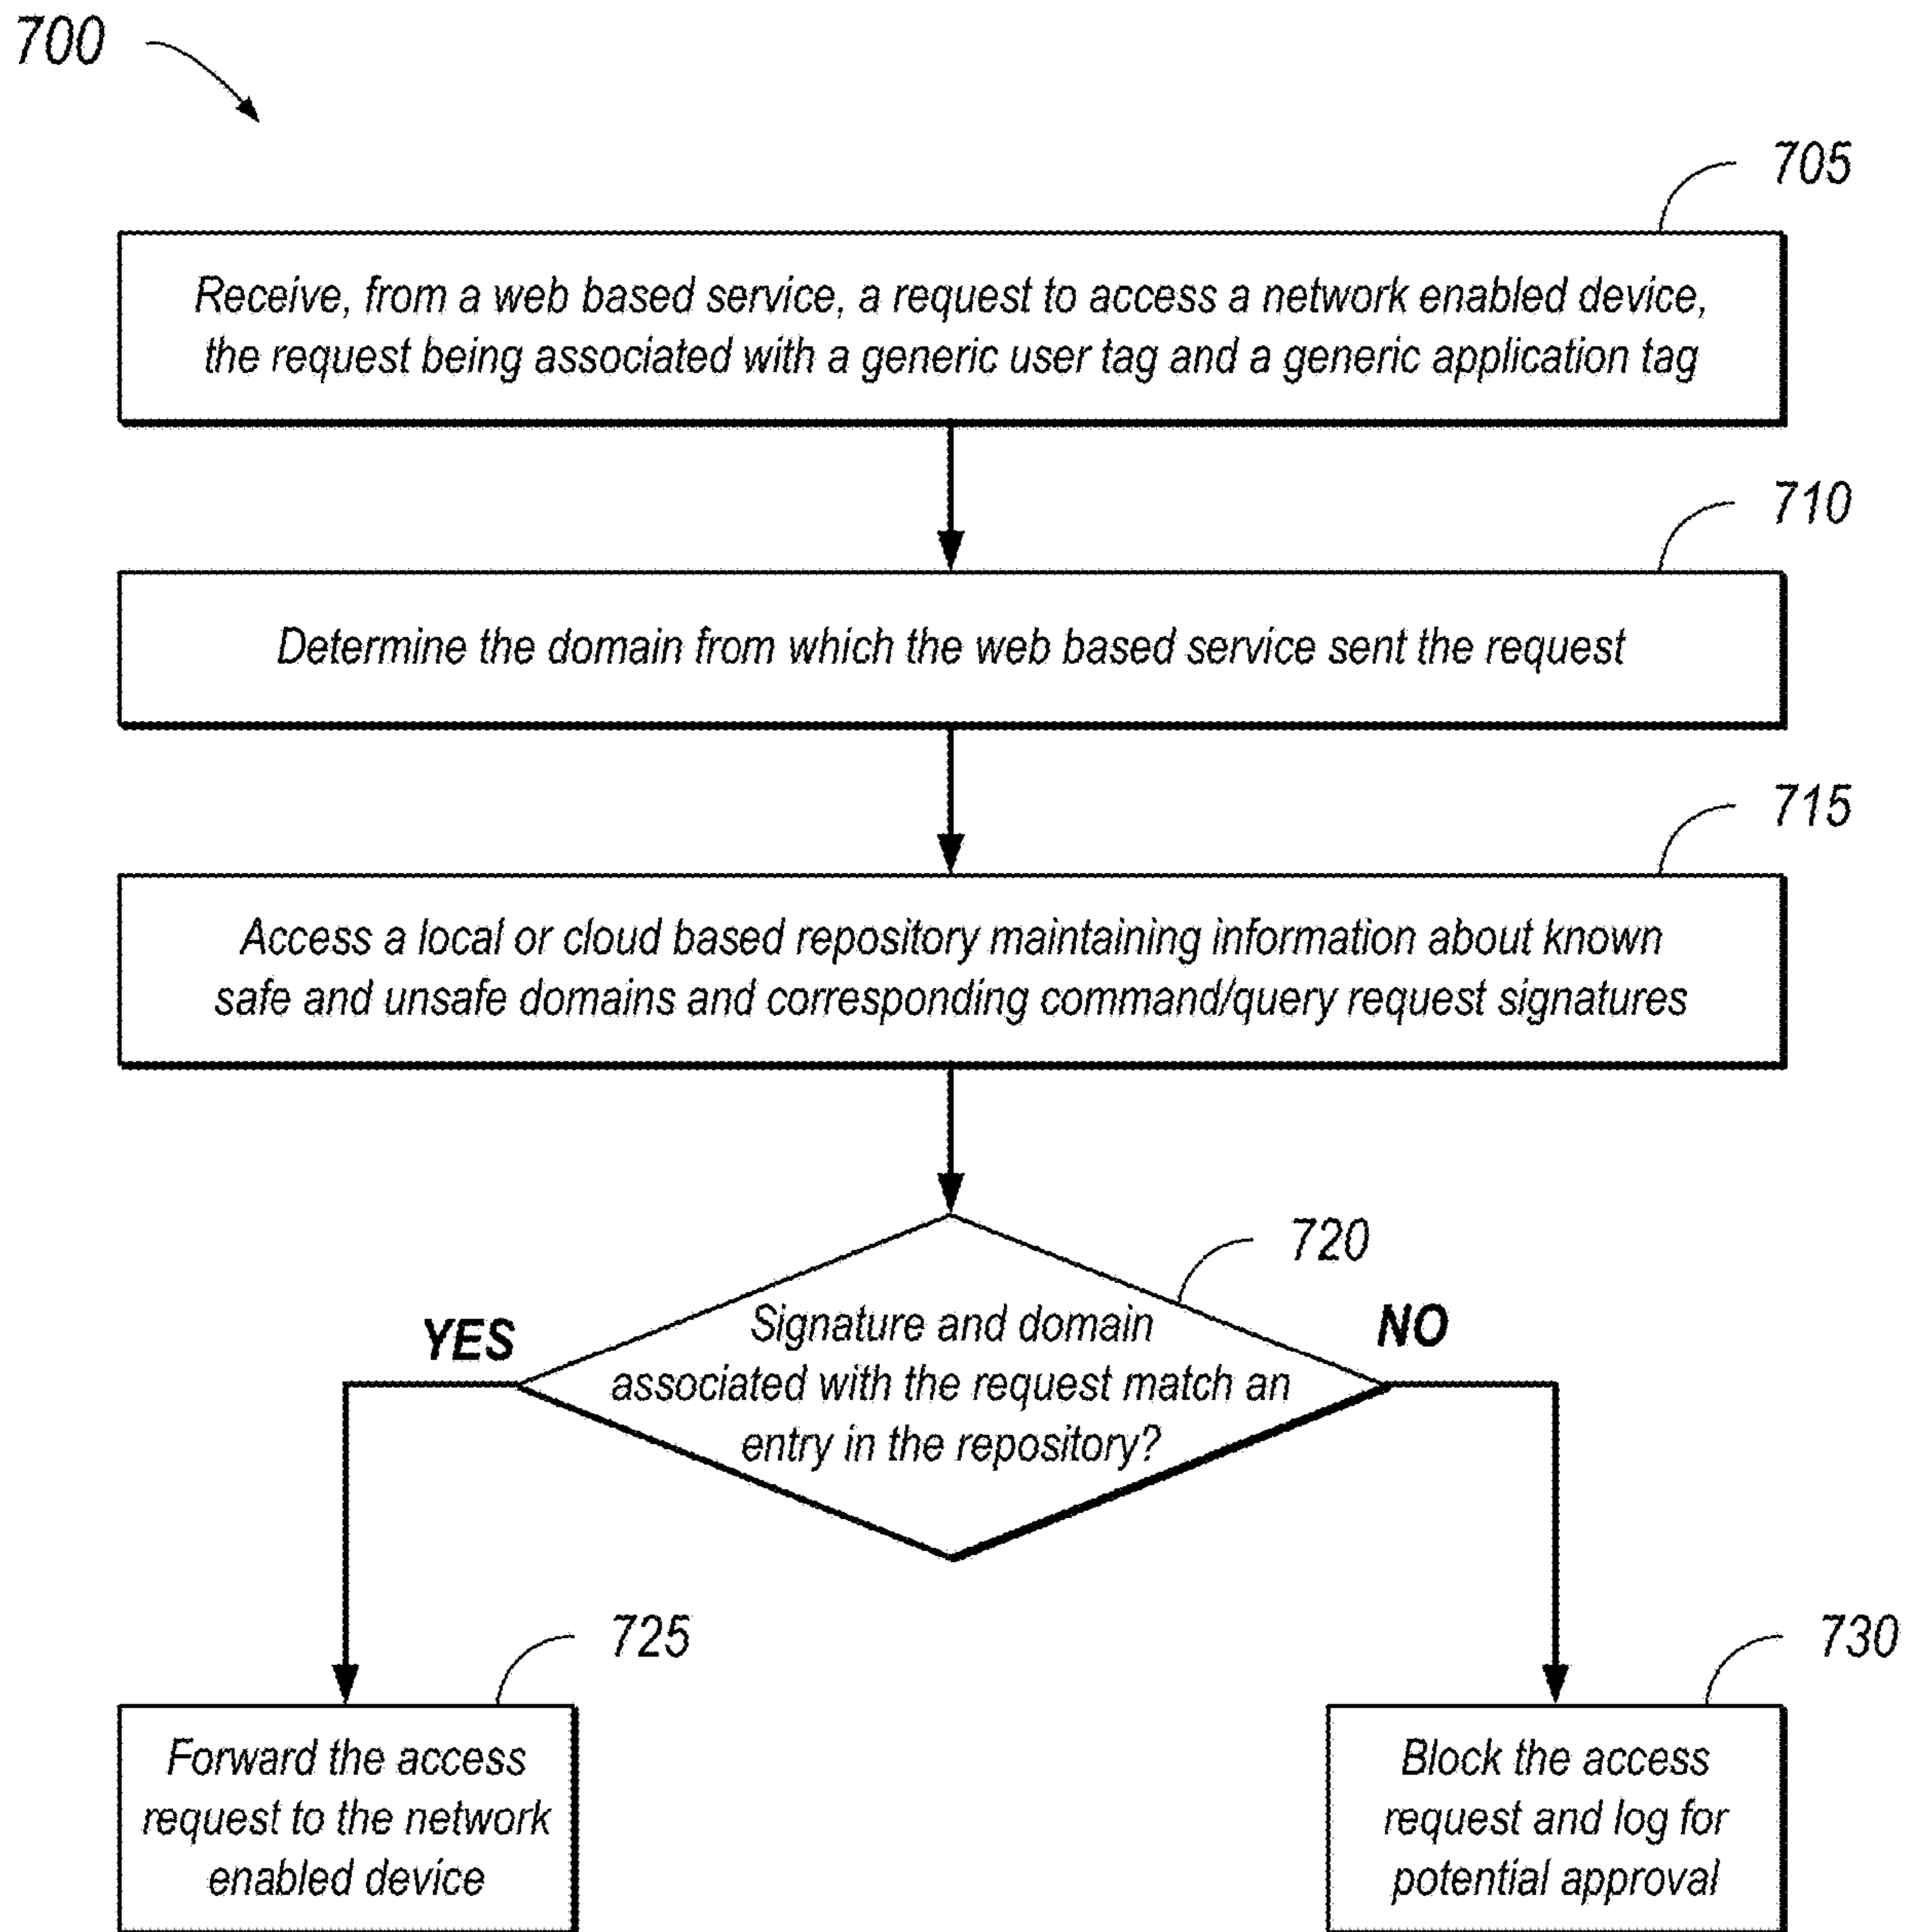 700
705
Receive, from a web based service, a request to access a network enabled device,
the request being associated with a generic user tag and a generic application tag
710
Determine the domain from which the web based service sent the request
715
Access a local or cloud based repository maintaining information about known
safe and unsafe domains and corresponding command/query request signatures
720
YES
NO
Signature and domain
associated with the request match an
entry in the repository?
725
730
Forward the access
request to the network
enabled device
Block the access
request and log for
potential approval